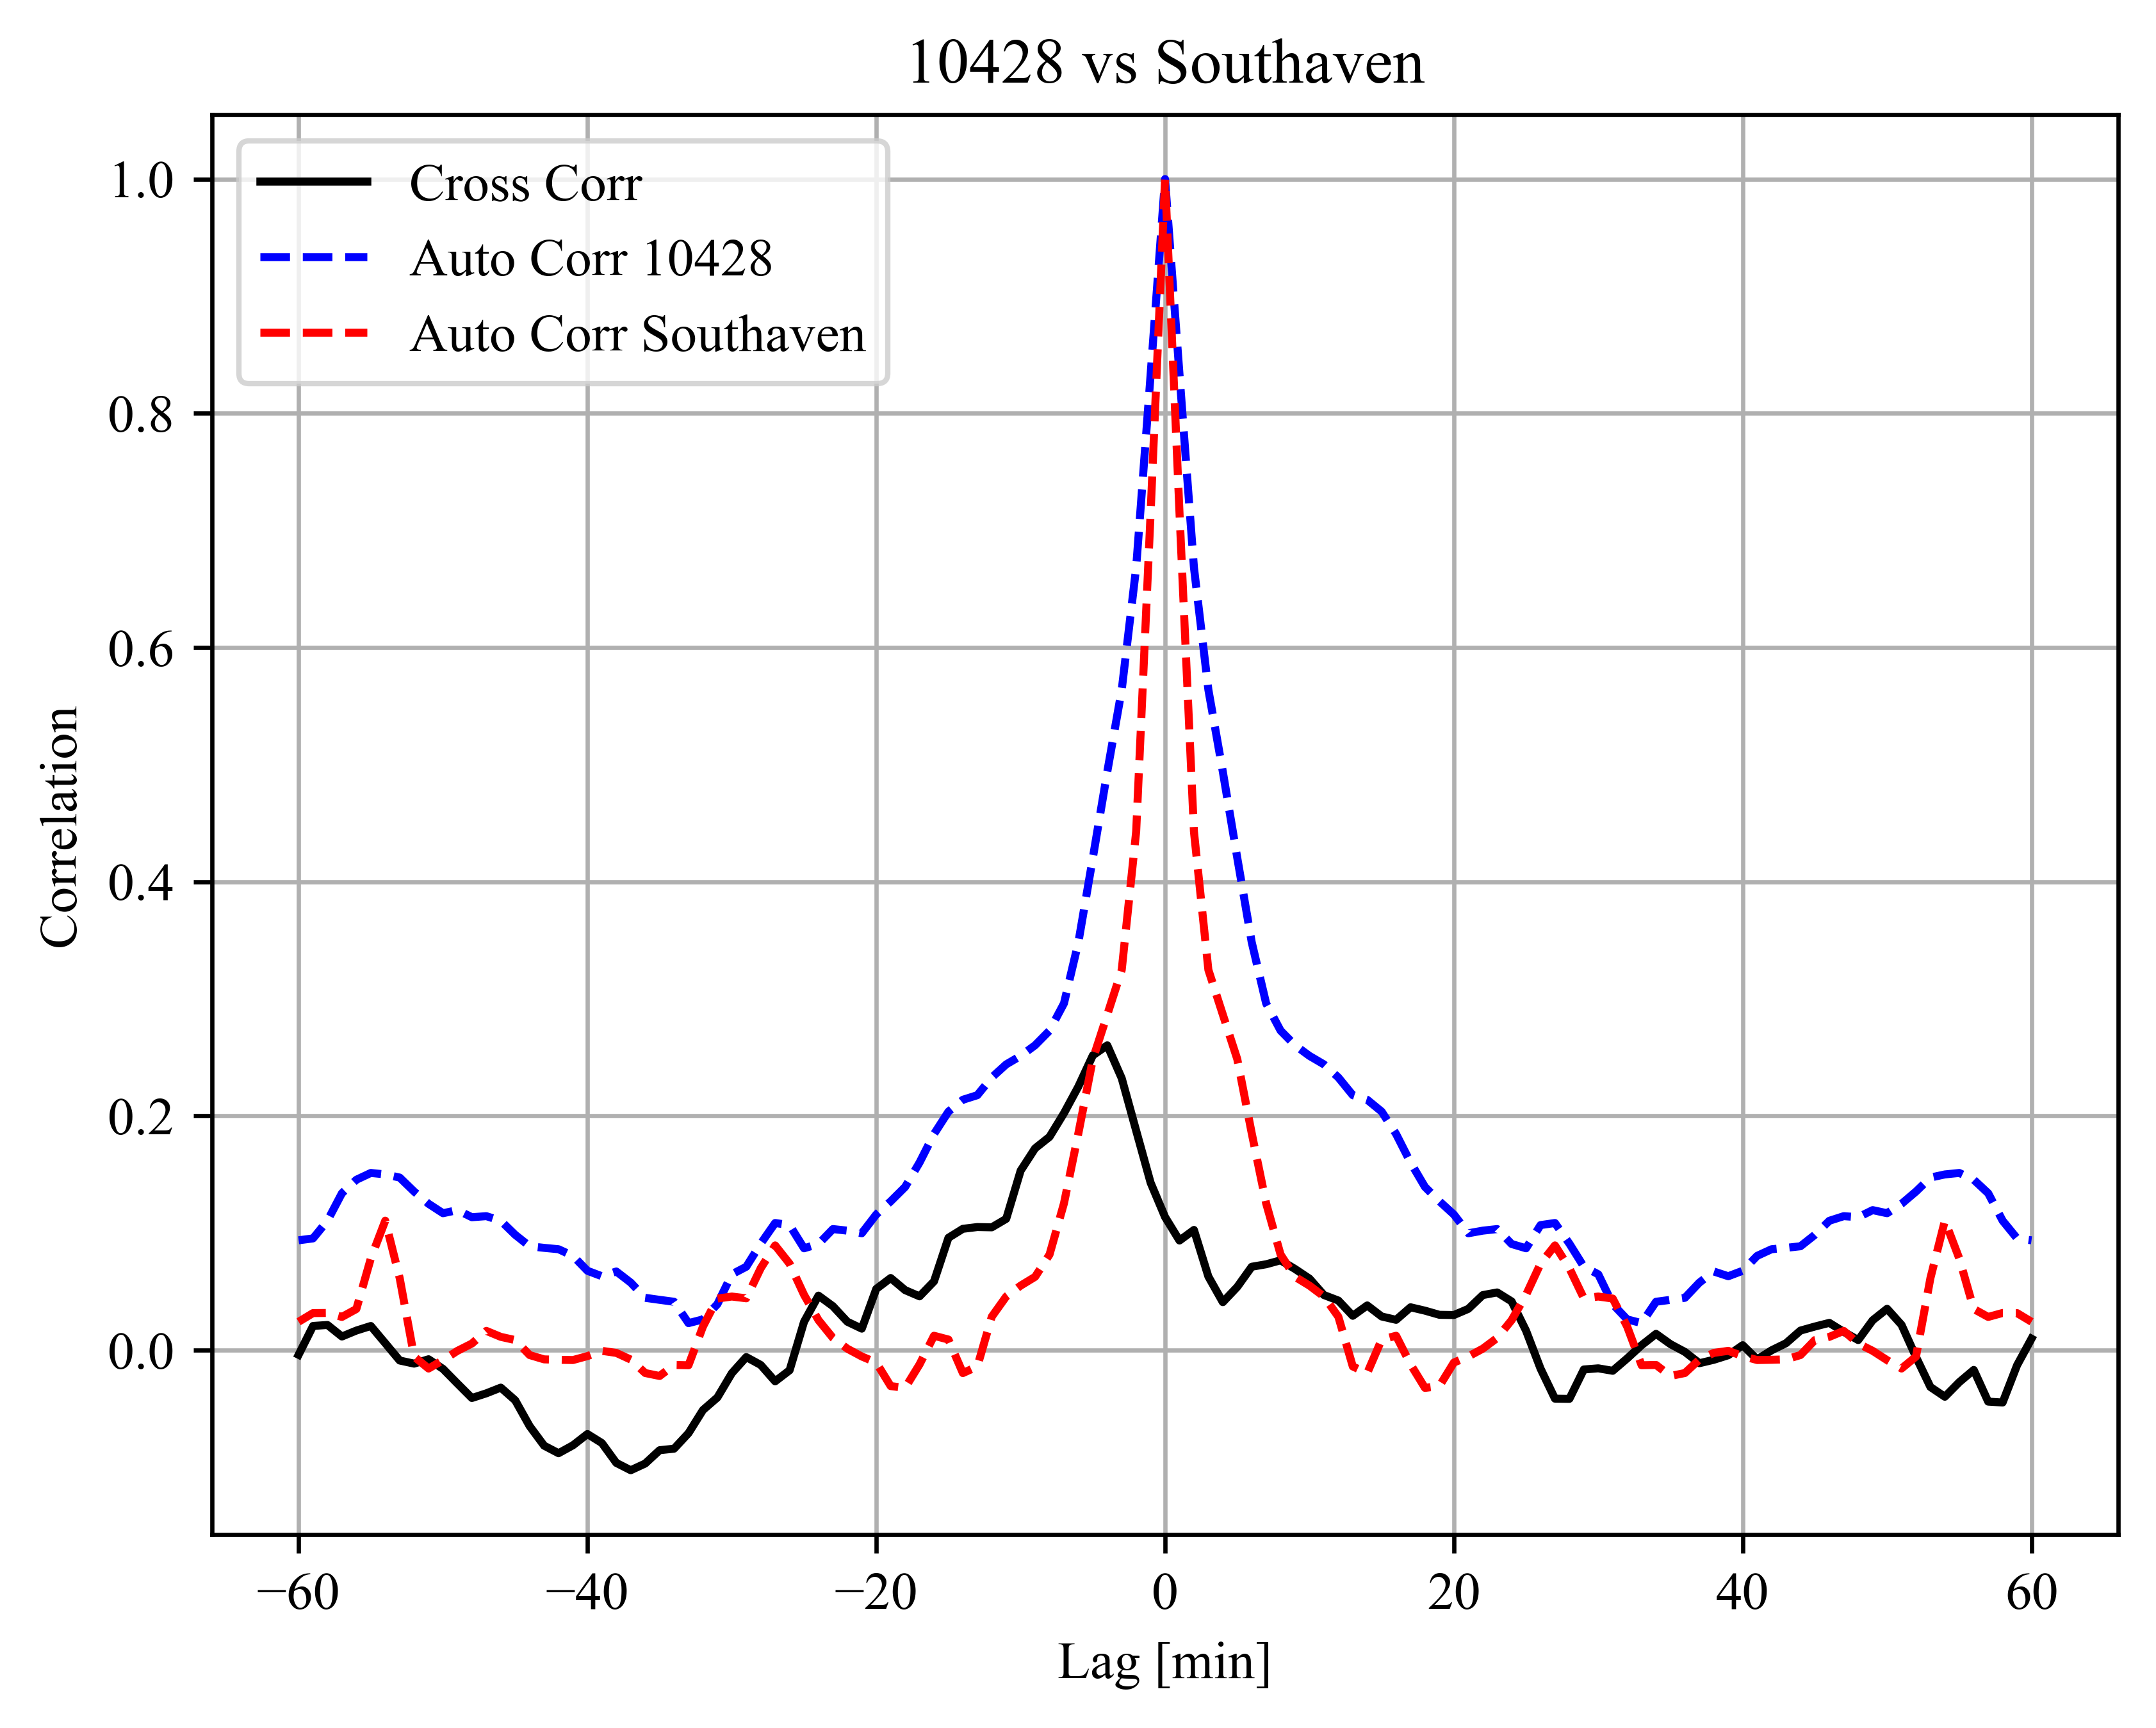 10428 vs Southaven
Cross Corr
Auto Corr 10428
Auto Corr Southaven
1.0
0.8
0.6
0.4
0.2
0.0
Correlation
−60
−40
−20
0
20
40
60
Lag [min]